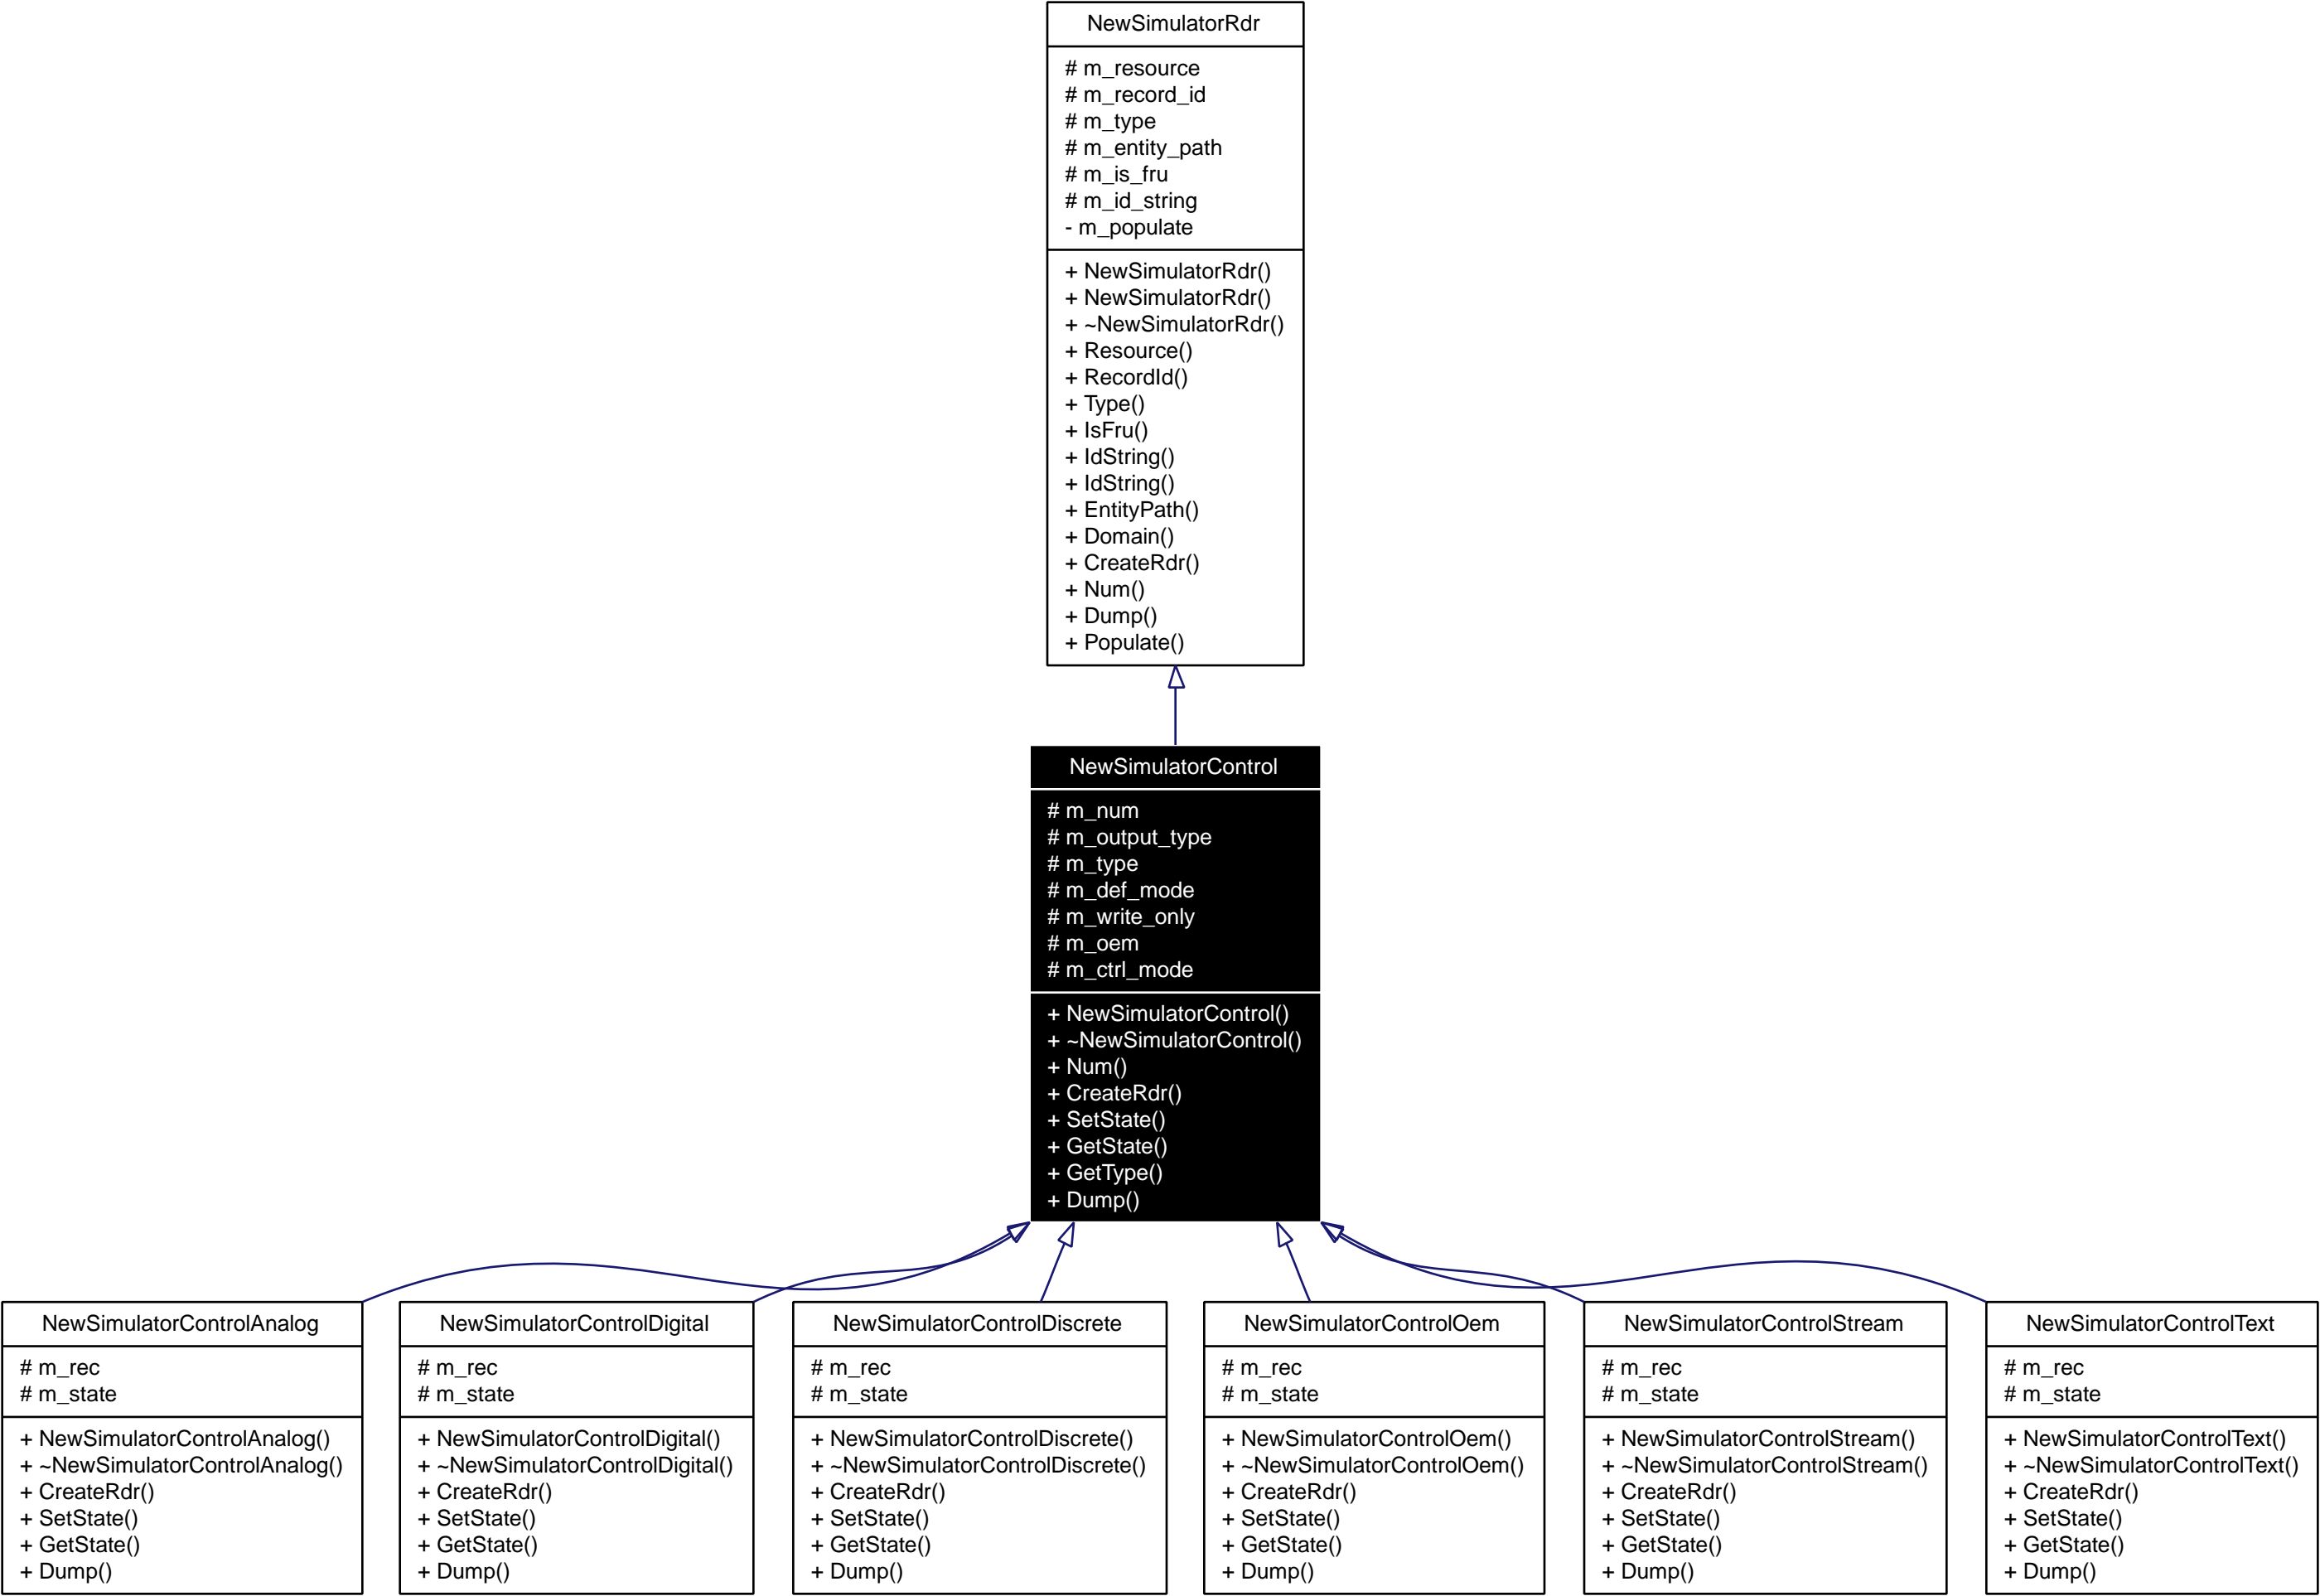 NewSimulatorRdr
# m_resource
# m_record_id
# m_type
# m_entity_path
# m_is_fru
# m_id_string
- m_populate
+ NewSimulatorRdr()
+ NewSimulatorRdr()
+ ~NewSimulatorRdr()
+ Resource()
+ RecordId()
+ Type()
+ IsFru()
+ IdString()
+ IdString()
+ EntityPath()
+ Domain()
+ CreateRdr()
+ Num()
+ Dump()
+ Populate()
NewSimulatorControl
# m_num
# m_output_type
# m_type
# m_def_mode
# m_write_only
# m_oem
# m_ctrl_mode
+ NewSimulatorControl()
+ ~NewSimulatorControl()
+ Num()
+ CreateRdr()
+ SetState()
+ GetState()
+ GetType()
+ Dump()
NewSimulatorControlAnalog
# m_rec
# m_state
+ NewSimulatorControlAnalog()
+ ~NewSimulatorControlAnalog()
+ CreateRdr()
+ SetState()
+ GetState()
+ Dump()
NewSimulatorControlDigital
# m_rec
# m_state
+ NewSimulatorControlDigital()
+ ~NewSimulatorControlDigital()
+ CreateRdr()
+ SetState()
+ GetState()
+ Dump()
NewSimulatorControlDiscrete
# m_rec
# m_state
+ NewSimulatorControlDiscrete()
+ ~NewSimulatorControlDiscrete()
+ CreateRdr()
+ SetState()
+ GetState()
+ Dump()
NewSimulatorControlOem
# m_rec
# m_state
+ NewSimulatorControlOem()
+ ~NewSimulatorControlOem()
+ CreateRdr()
+ SetState()
+ GetState()
+ Dump()
NewSimulatorControlStream
# m_rec
# m_state
+ NewSimulatorControlStream()
+ ~NewSimulatorControlStream()
+ CreateRdr()
+ SetState()
+ GetState()
+ Dump()
NewSimulatorControlText
# m_rec
# m_state
+ NewSimulatorControlText()
+ ~NewSimulatorControlText()
+ CreateRdr()
+ SetState()
+ GetState()
+ Dump()